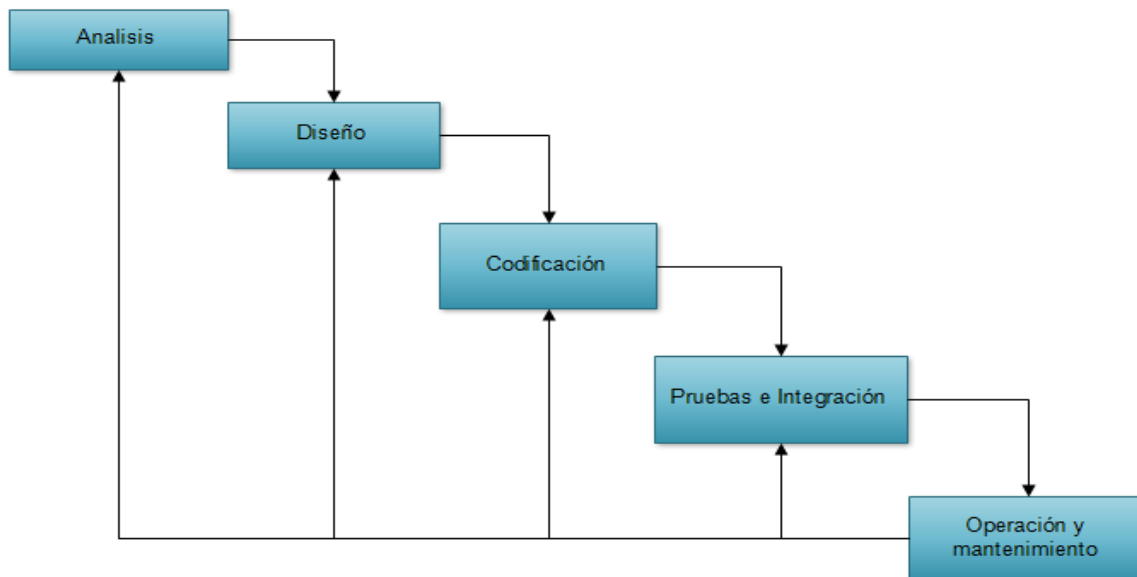 Analisis
Diseño
Codificación
Pruebas e Integración
Operación y
mantenimiento